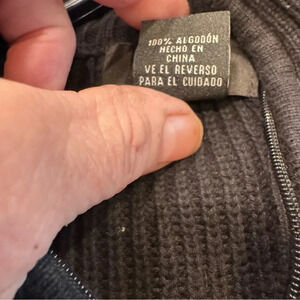 100% ALGODÓN
HECHO EN
CHINA
VE EL REVERSO
PARA EL CUIDADO